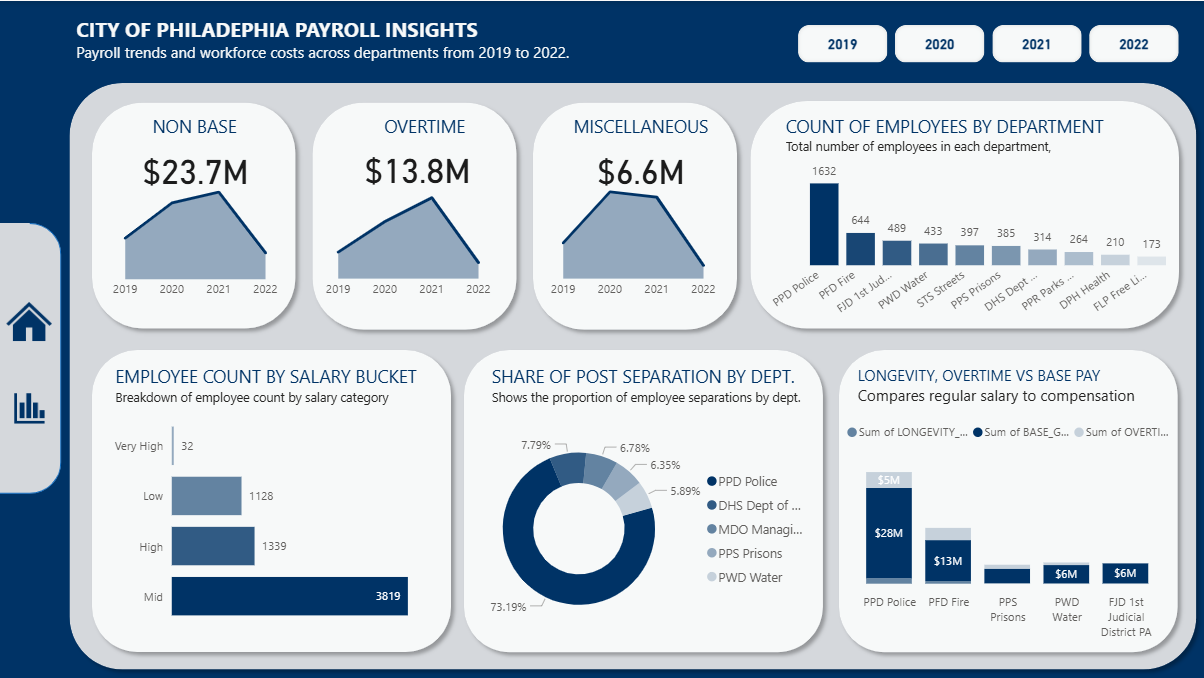 CITY OF PHILADEPHIA PAYROLL INSIGHTS
Payroll trends and workforce costs across departments from 2019 to 2022.
2019
2020
2021
2022
NON BASE
$23.7M
2019 2020 2021 2022
OVERTIME
$13.8M
2019 2020 2021 2022
MISCELLANEOUS
$6.6M
2019 2020 2021 2022
COUNT OF EMPLOYEES BY DEPARTMENT
Total number of employees in each department,
1632
644
489
433
397
385
314
264
210
173
PPD Police
PFD Fire
FJD 1st Jud...
PWD Water
STS Streets
PPS Prisons
DHS Dept ...
PPR Parks ...
DPH Health
FLP Free Li...
EMPLOYEE COUNT BY SALARY BUCKET
Breakdown of employee count by salary category
Very High 32
Low 1128
High 1339
Mid 3819
SHARE OF POST SEPARATION BY DEPT.
Shows the proportion of employee separations by dept.
7.79%
6.78%
6.35%
5.89%
73.19%
PPD Police
DHS Dept of ...
MDO Managi...
PPS Prisons
PWD Water
LONGEVITY, OVERTIME VS BASE PAY
Compares regular salary to compensation
Sum of LONGEVITY_... Sum of BASE_G... Sum of OVERTI...
$5M
$28M
$13M
$6M
$6M
PPD Police
PFD Fire
PPS
Prisons
PWD
Water
FJD 1st
Judicial
District PA